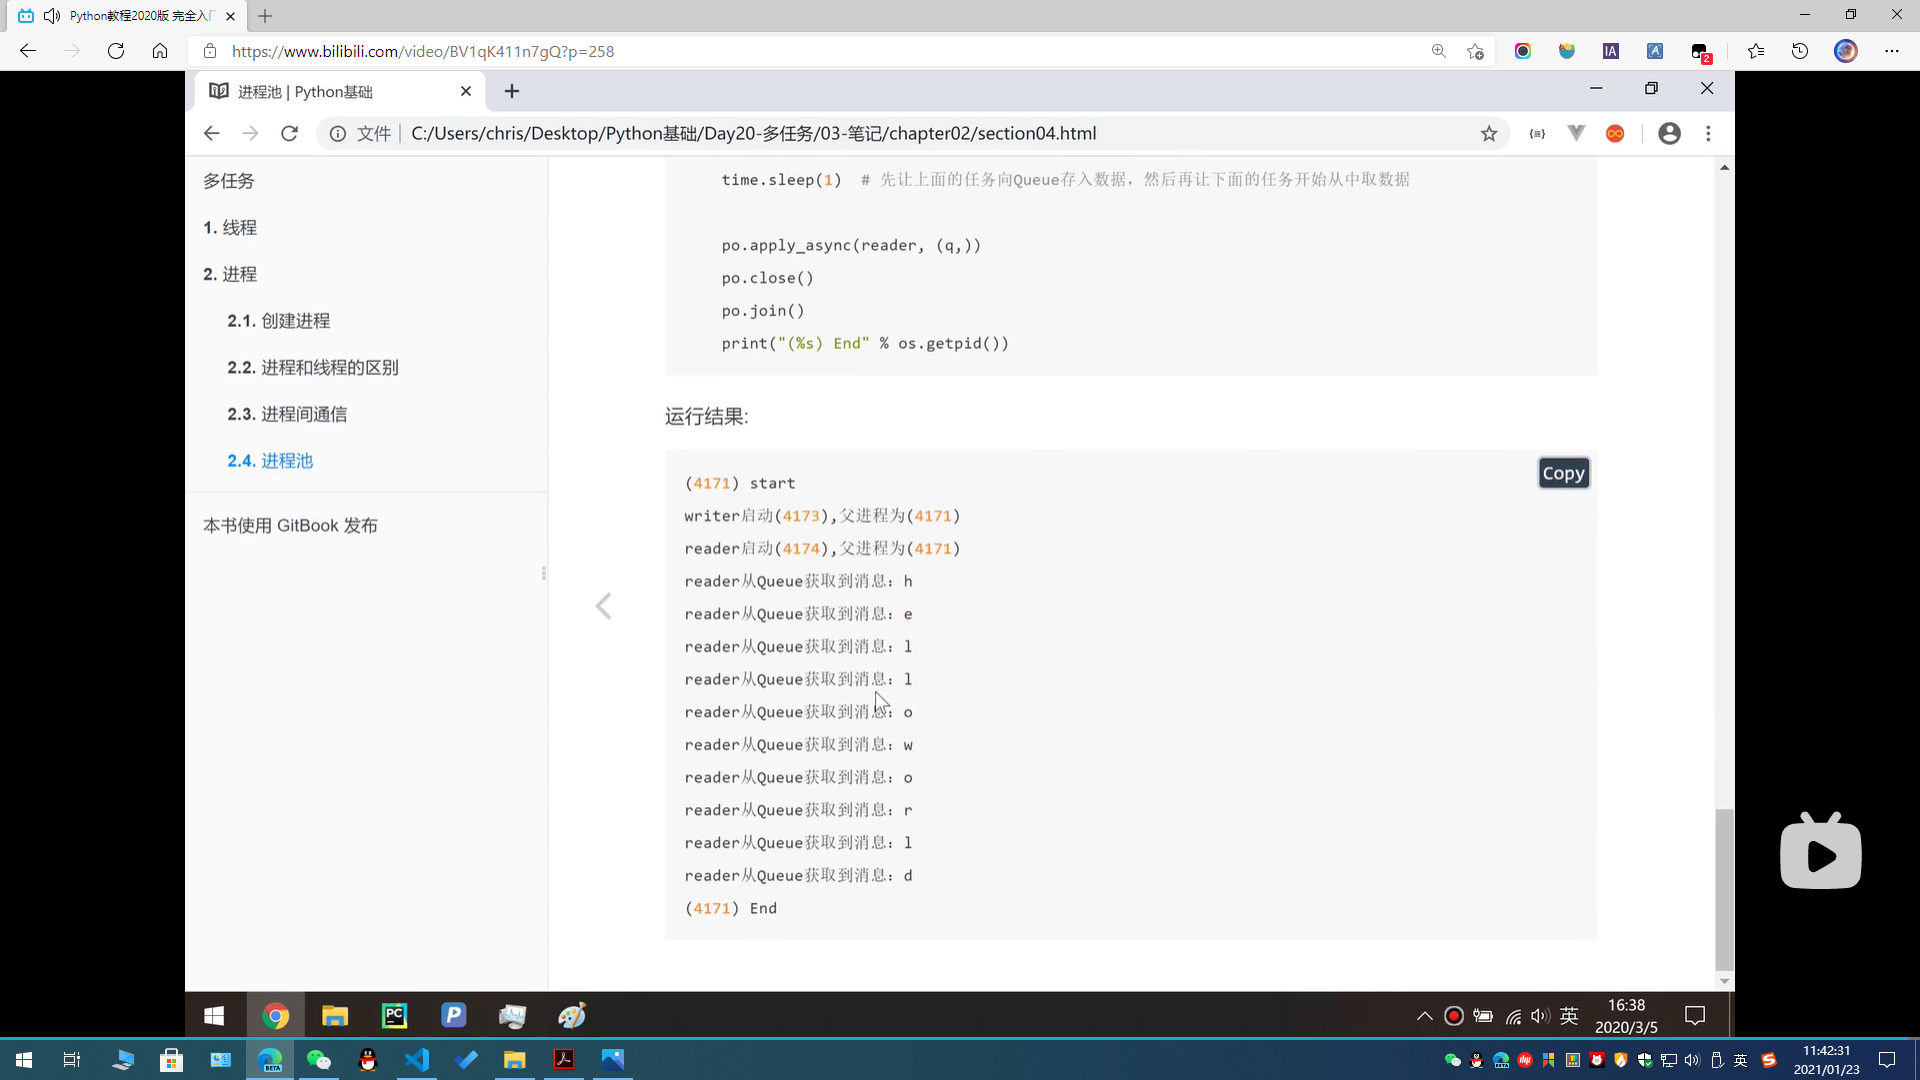 Python教程2020版 完全入门
https://www.bilibili.com/video/BV1qK411n7gQ?p=258
IA
A
2
进程池 | Python基础
文件
C:/Users/chris/Desktop/Python基础/Day20-多任务/03-笔记/chapter02/section04.html
多任务
1. 线程
2. 进程
2.1. 创建进程
2.2. 进程和线程的区别
2.3. 进程间通信
2.4. 进程池
本书使用 GitBook 发布
time.sleep(1)  # 先让上面的任务向Queue存入数据，然后再让下面的任务开始从中取数据
po.apply_async(reader, (q,))
po.close()
po.join()
print("(%s) End" % os.getpid())
运行结果:
Copy
(4171) start
writer启动(4173),父进程为(4171)
reader启动(4174),父进程为(4171)
reader从Queue获取到消息：h
reader从Queue获取到消息：e
reader从Queue获取到消息：l
reader从Queue获取到消息：l
reader从Queue获取到消息：o
reader从Queue获取到消息：w
reader从Queue获取到消息：o
reader从Queue获取到消息：r
reader从Queue获取到消息：l
reader从Queue获取到消息：d
(4171) End
PC
P
英
16:38
2020/3/5
BETA
英
11:42:31
2021/01/23